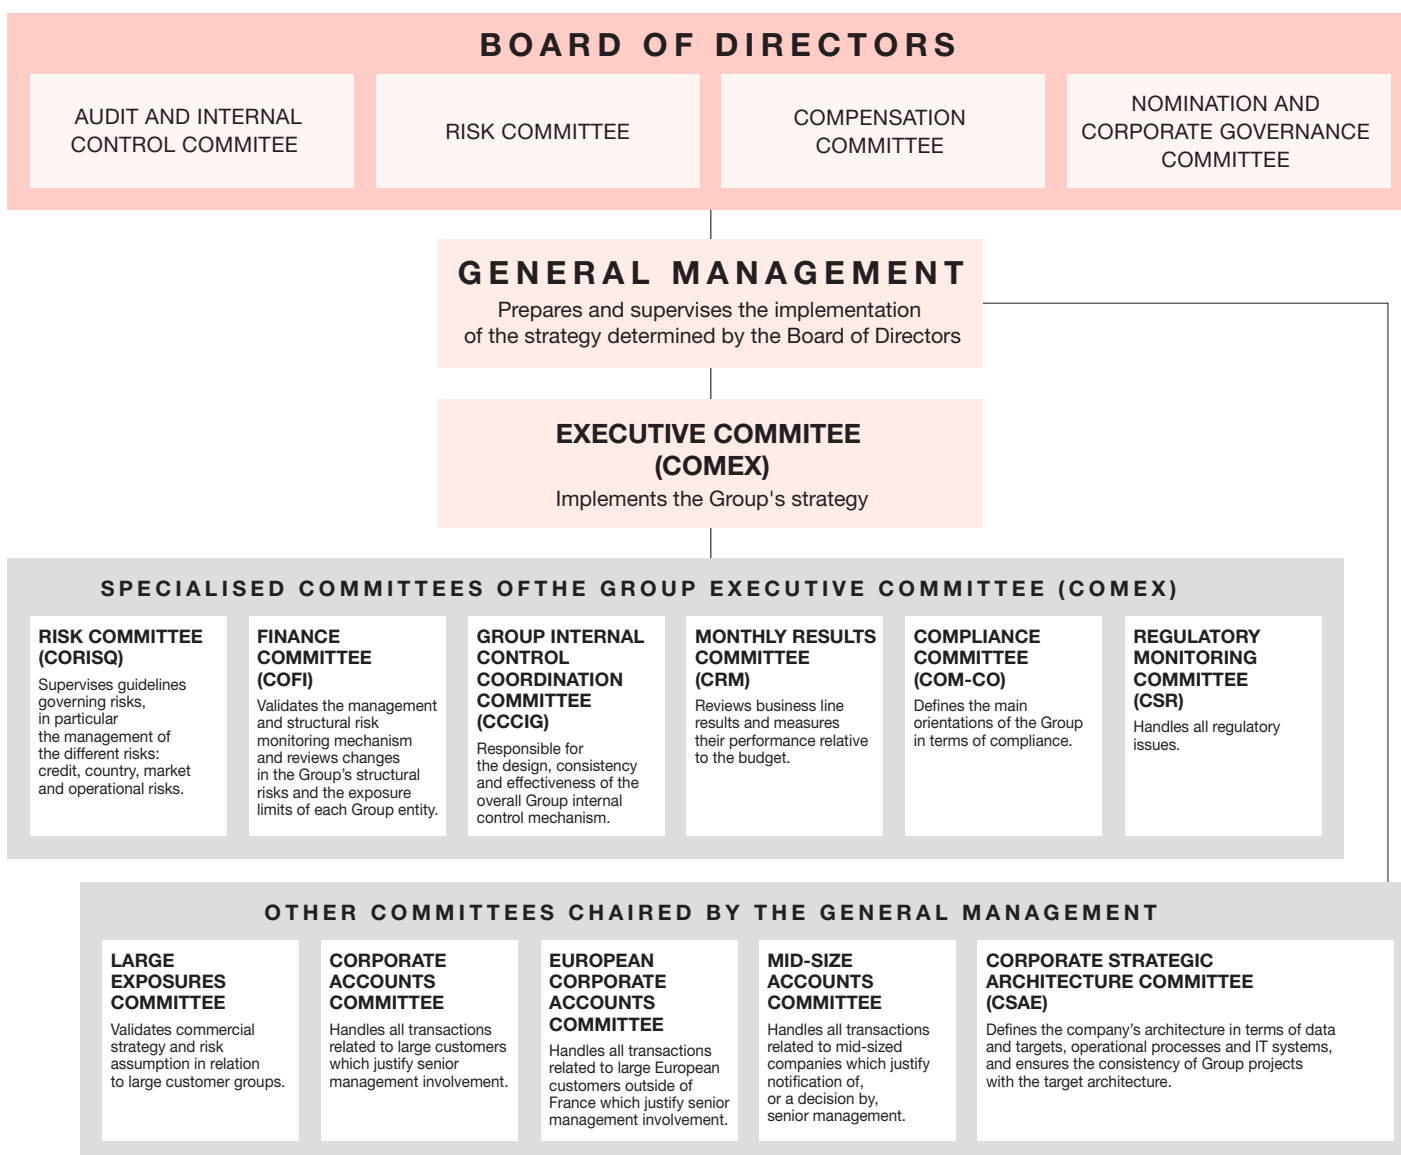 BOARD OF DIRECTORS
AUDIT AND INTERNAL
CONTROL COMMITEE
RISK COMMITTEE
COMPENSATION
COMMITTEE
NOMINATION AND
CORPORATE GOVERNANCE
COMMITTEE
GENERAL MANAGEMENT
Prepares and supervises the implementation
of the strategy determined by the Board of Directors
EXECUTIVE COMMITEE
(COMEX)
Implements the Group's strategy
SPECIALISED COMMITTEES OFTHE GROUP EXECUTIVE COMMITTEE (COMEX)
RISK COMMITTEE
(CORISQ)
Supervises guidelines
governing risks,
in particular
the management of
the different risks:
credit, country, market
and operational risks.
FINANCE
COMMITTEE
(COFI)
Validates the management
and structural risk
monitoring mechanism
and reviews changes
in the Group’s structural
risks and the exposure
limits of each Group entity.
GROUP INTERNAL
CONTROL
COORDINATION
COMMITTEE
(CCCIG)
Responsible for
the design, consistency
and effectiveness of the
overall Group internal
control mechanism.
MONTHLY RESULTS
COMMITTEE
(CRM)
Reviews business line
results and measures
their performance relative
to the budget.
COMPLIANCE
COMMITTEE
(COM-CO)
Defines the main
orientations of the Group
in terms of compliance.
REGULATORY
MONITORING
COMMITTEE
(CSR)
Handles all regulatory
issues.
OTHER COMMITTEES CHAIRED BY THE GENERAL MANAGEMENT
LARGE
EXPOSURES
COMMITTEE
Validates commercial
strategy and risk
assumption in relation
to large customer groups.
CORPORATE
ACCOUNTS
COMMITTEE
Handles all transactions
related to large customers
which justify senior
management involvement.
EUROPEAN
CORPORATE
ACCOUNTS
COMMITTEE
Handles all transactions
related to large European
customers outside of
France which justify senior
management involvement.
MID-SIZE
ACCOUNTS
COMMITTEE
Handles all transactions
related to mid-sized
companies which justify
notification of,
or a decision by,
senior management.
CORPORATE STRATEGIC
ARCHITECTURE COMMITTEE
(CSAE)
Defines the company’s architecture in terms of data
and targets, operational processes and IT systems,
and ensures the consistency of Group projects
with the target architecture.